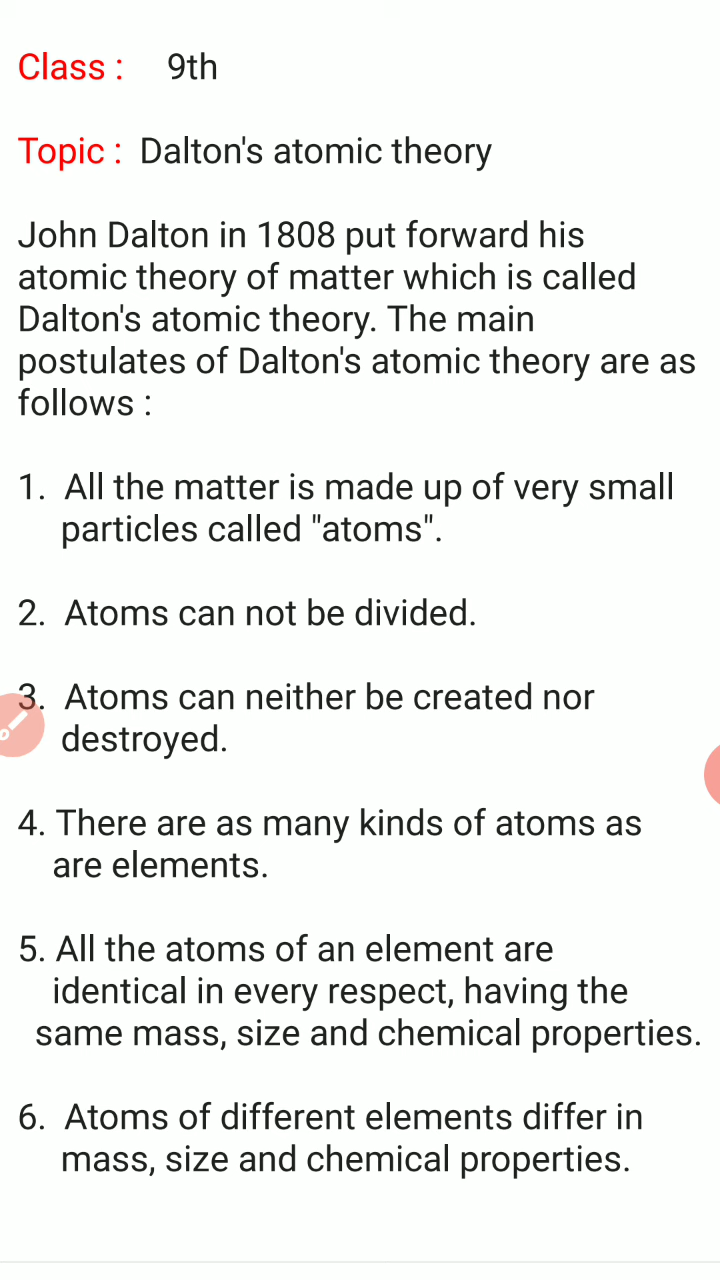 Class : 9th
Topic : Dalton's atomic theory
John Dalton in 1808 put forward his
atomic theory of matter which is called
Dalton's atomic theory. The main
postulates of Dalton's atomic theory are as
follows :
1. All the matter is made up of very small
particles called "atoms".
2. Atoms can not be divided.
3. Atoms can neither be created nor
destroyed.
4. There are as many kinds of atoms as
are elements.
5. All the atoms of an element are
identical in every respect, having the
same mass, size and chemical properties.
6. Atoms of different elements differ in
mass, size and chemical properties.